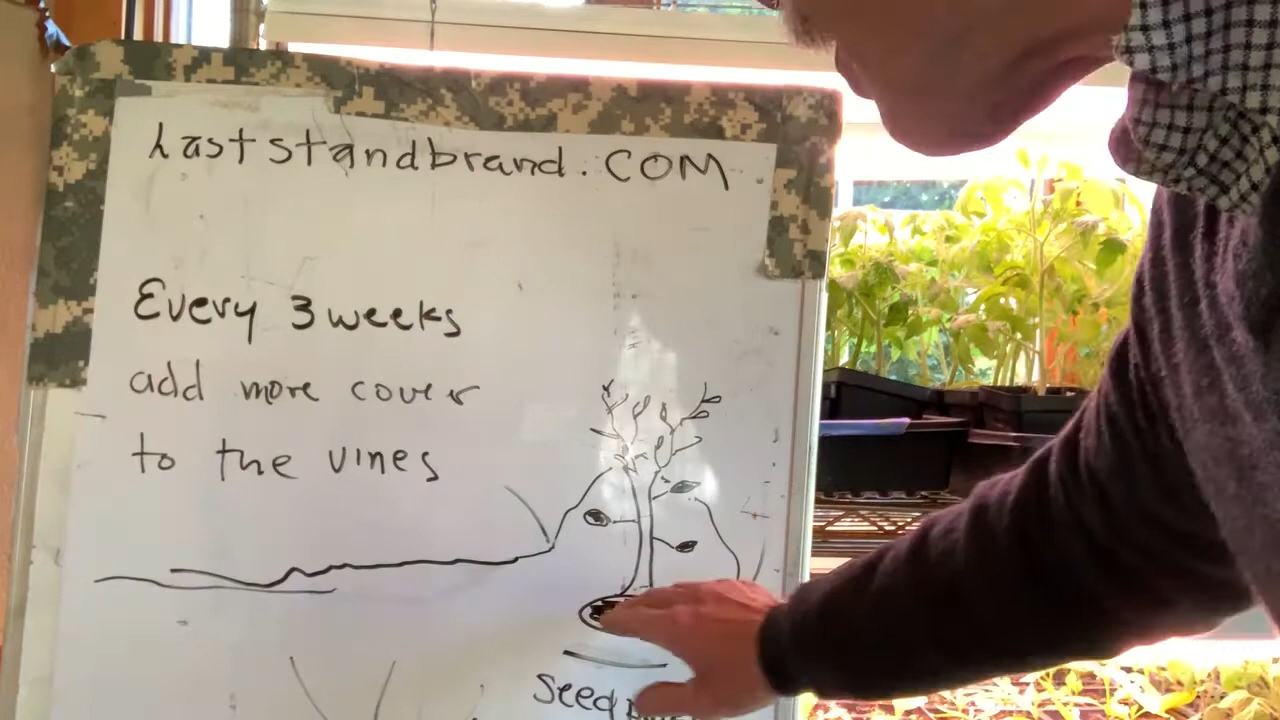 Laststandbrand.COM
Every 3 weeks
add more cover
to the vines
Seed